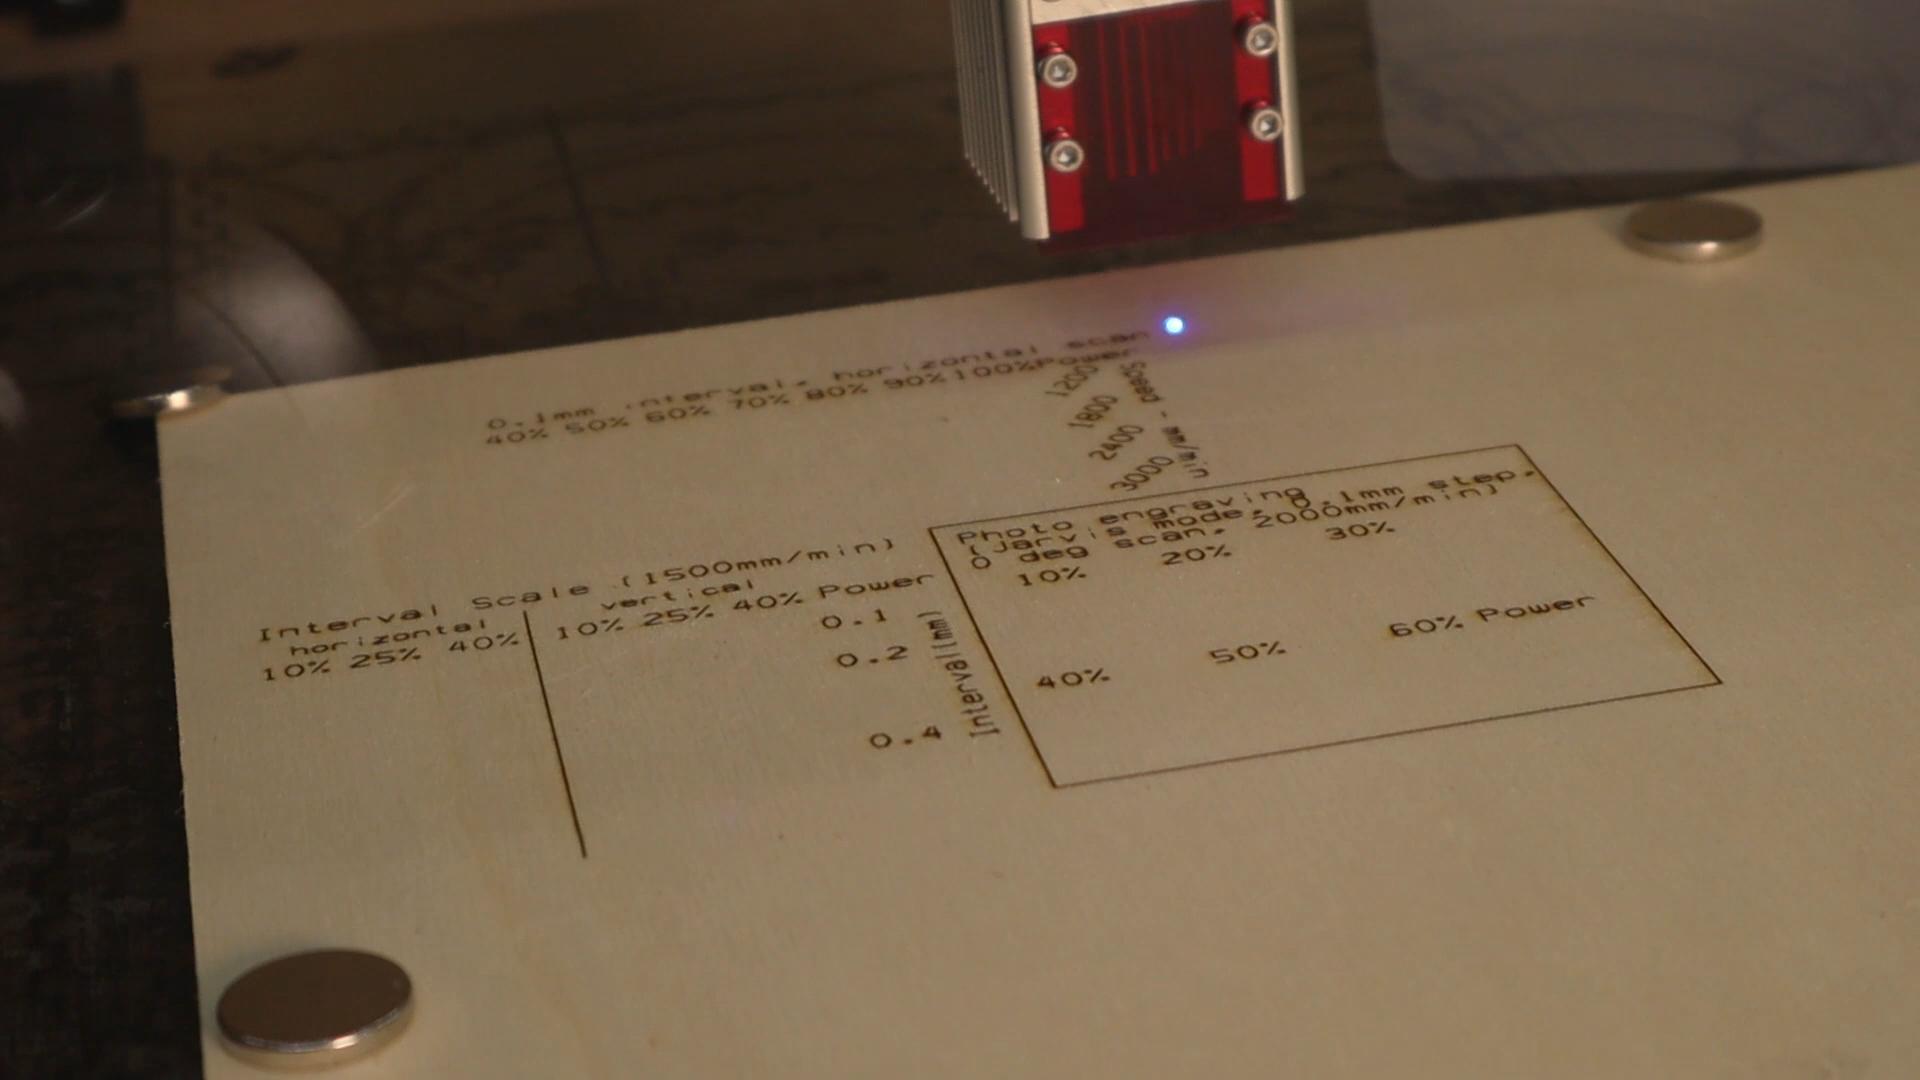 0.1mm interval, horizontal scan
40% 50% 60% 70% 80% 90% 100% Power
1200
1800
2400
3000
Speed - mm/min
Interval Scale (1500mm/min)
horizontal
vertical
10% 25% 40%
10% 25% 40% Power
0.1
0.2
0.4
Interval(mm)
Photo engraving
(Jarvis mode, 0.1mm step.
0 deg scan, 2000mm/min)
10% 20% 30%
40% 50% 60% Power